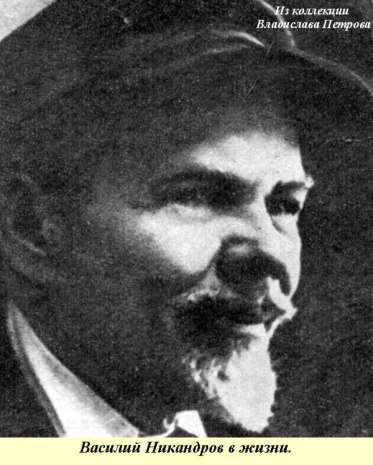 Из коллекции
Владислава Петрова
Василий Никандров в жизни.